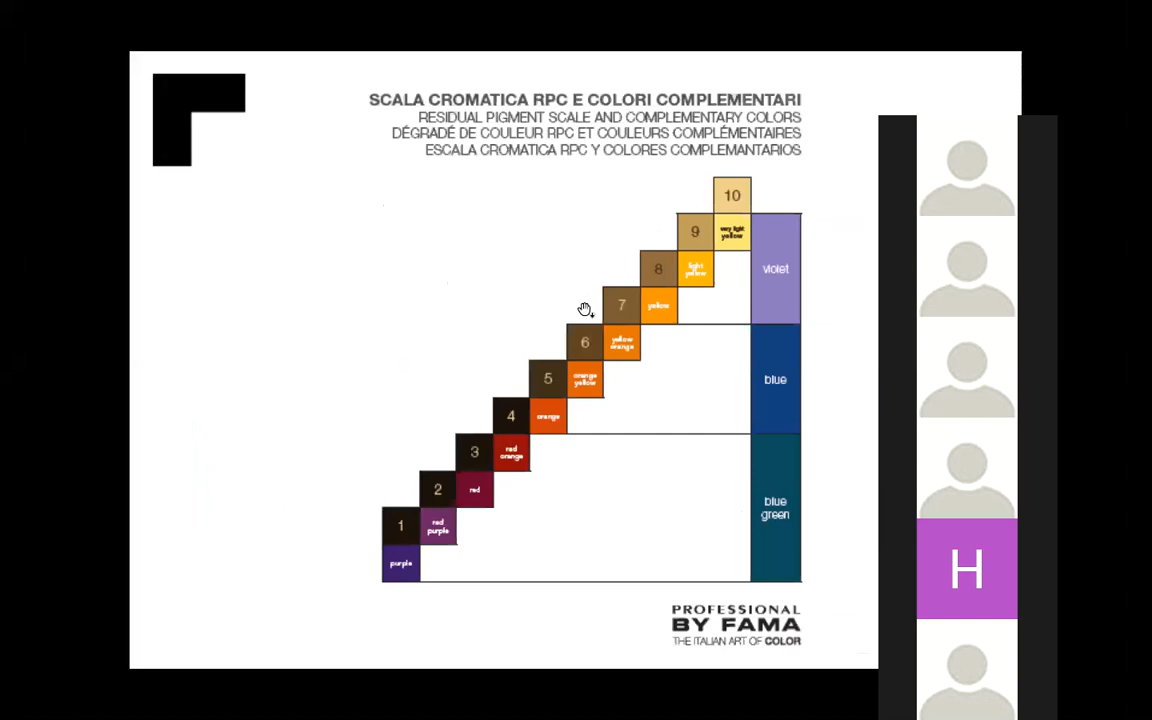 SCALA CROMATICA RPC E COLORI COMPLEMENTARI
RESIDUAL PIGMENT SCALE AND COMPLEMENTARY COLORS
DÉGRADÉ DE COULEUR RPC ET COULEURS COMPLÉMENTAIRES
ESCALA CROMATICA RPC Y COLORES COMPLEMANTARIOS
10
9
very light
yellow
8
light
yellow
violet
7
yellow
6
yellow
orange
5
orange
yellow
blue
4
orange
3
red
orange
2
red
1
red
purple
blue
green
purple
H
PROFESSIONAL
BY FAMA
THE ITALIAN ART OF COLOR